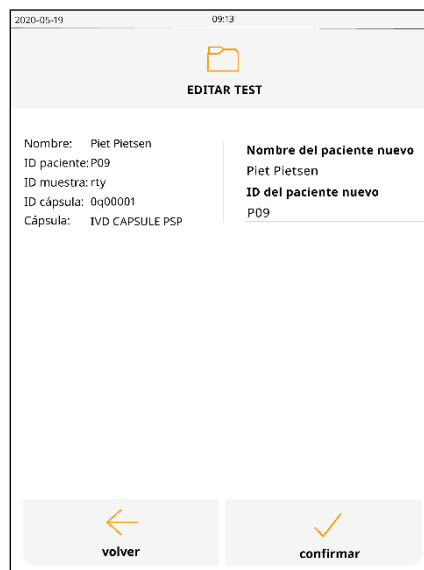 2020-05-19 09:13
EDITAR TEST
Nombre: Piet Pietsen
ID paciente: P09
ID muestra: rty
ID cápsula: 0q00001
Cápsula: IVD CAPSULE PSP
Nombre del paciente nuevo
Piet Pietsen
ID del paciente nuevo
P09
volver
confirmar